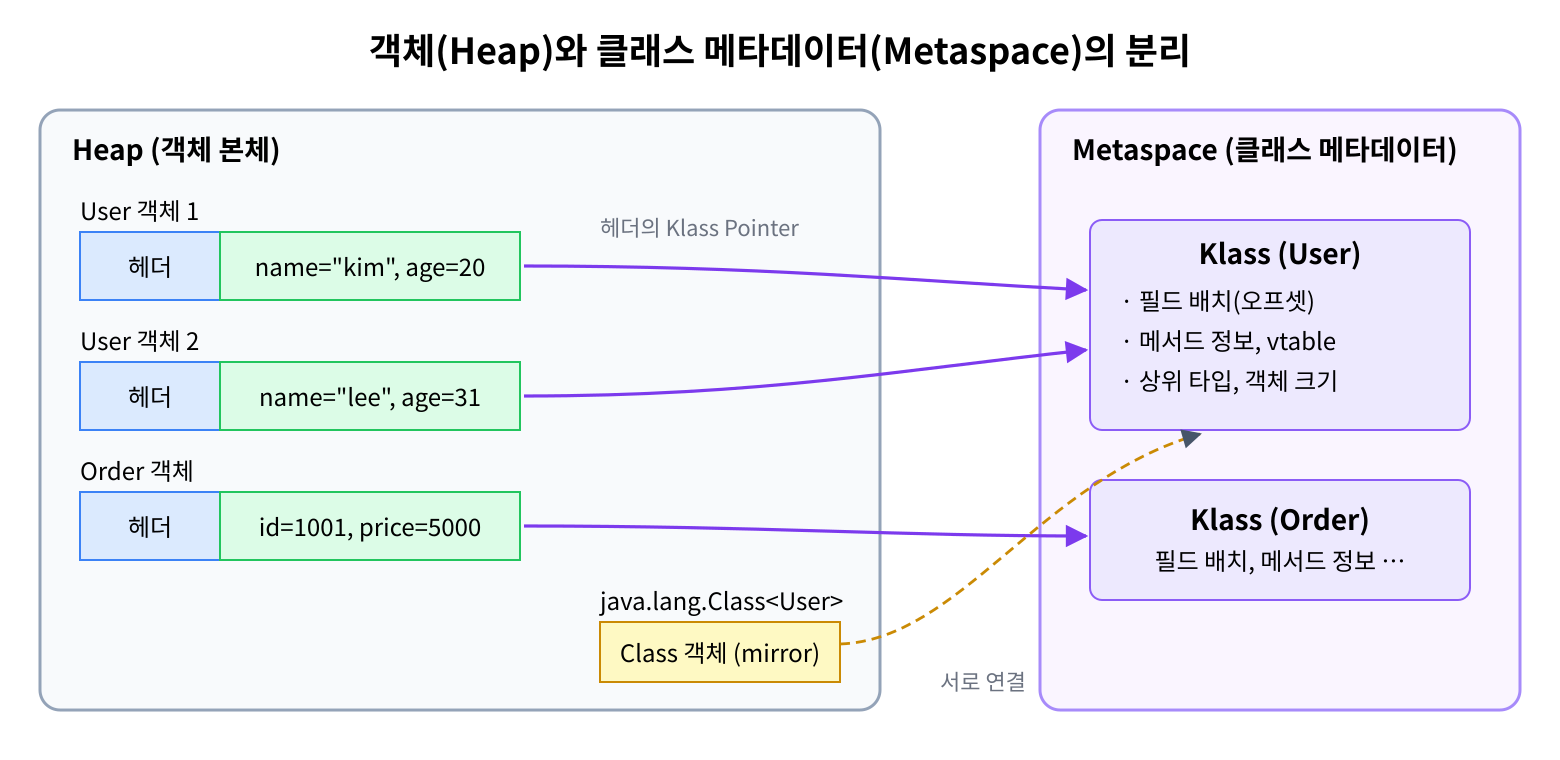 객체(Heap)와 클래스 메타데이터(Metaspace)의 분리
Heap (객체 본체)
User 객체 1
헤더
name="kim", age=20
헤더의 Klass Pointer
User 객체 2
헤더
name="lee", age=31
Order 객체
헤더
id=1001, price=5000
java.lang.Class<User>
Class 객체 (mirror)
서로 연결
Metaspace (클래스 메타데이터)
Klass (User)
· 필드 배치(오프셋)
· 메서드 정보, vtable
· 상위 타입, 객체 크기
Klass (Order)
필드 배치, 메서드 정보 …